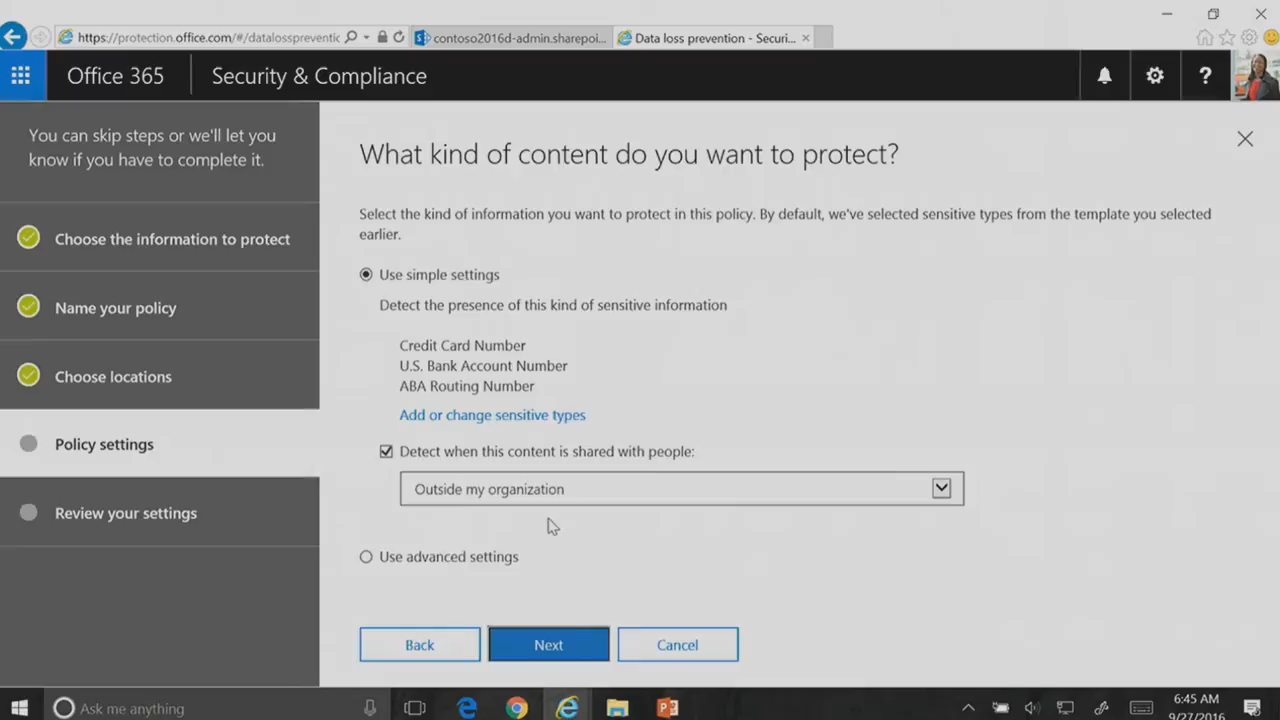 https://protection.office.com/#/datalosspreventic
contoso2016d-admin.sharepoi...
Data loss prevention - Securi...
Office 365
Security & Compliance
?
You can skip steps or we'll let you
know if you have to complete it.
Choose the information to protect
Name your policy
Choose locations
Policy settings
Review your settings
What kind of content do you want to protect?
Select the kind of information you want to protect in this policy. By default, we've selected sensitive types from the template you selected
earlier.
Use simple settings
Detect the presence of this kind of sensitive information
Credit Card Number
U.S. Bank Account Number
ABA Routing Number
Add or change sensitive types
Detect when this content is shared with people:
Outside my organization
Use advanced settings
Back
Next
Cancel
Ask me anything
6:45 AM
9/27/2016